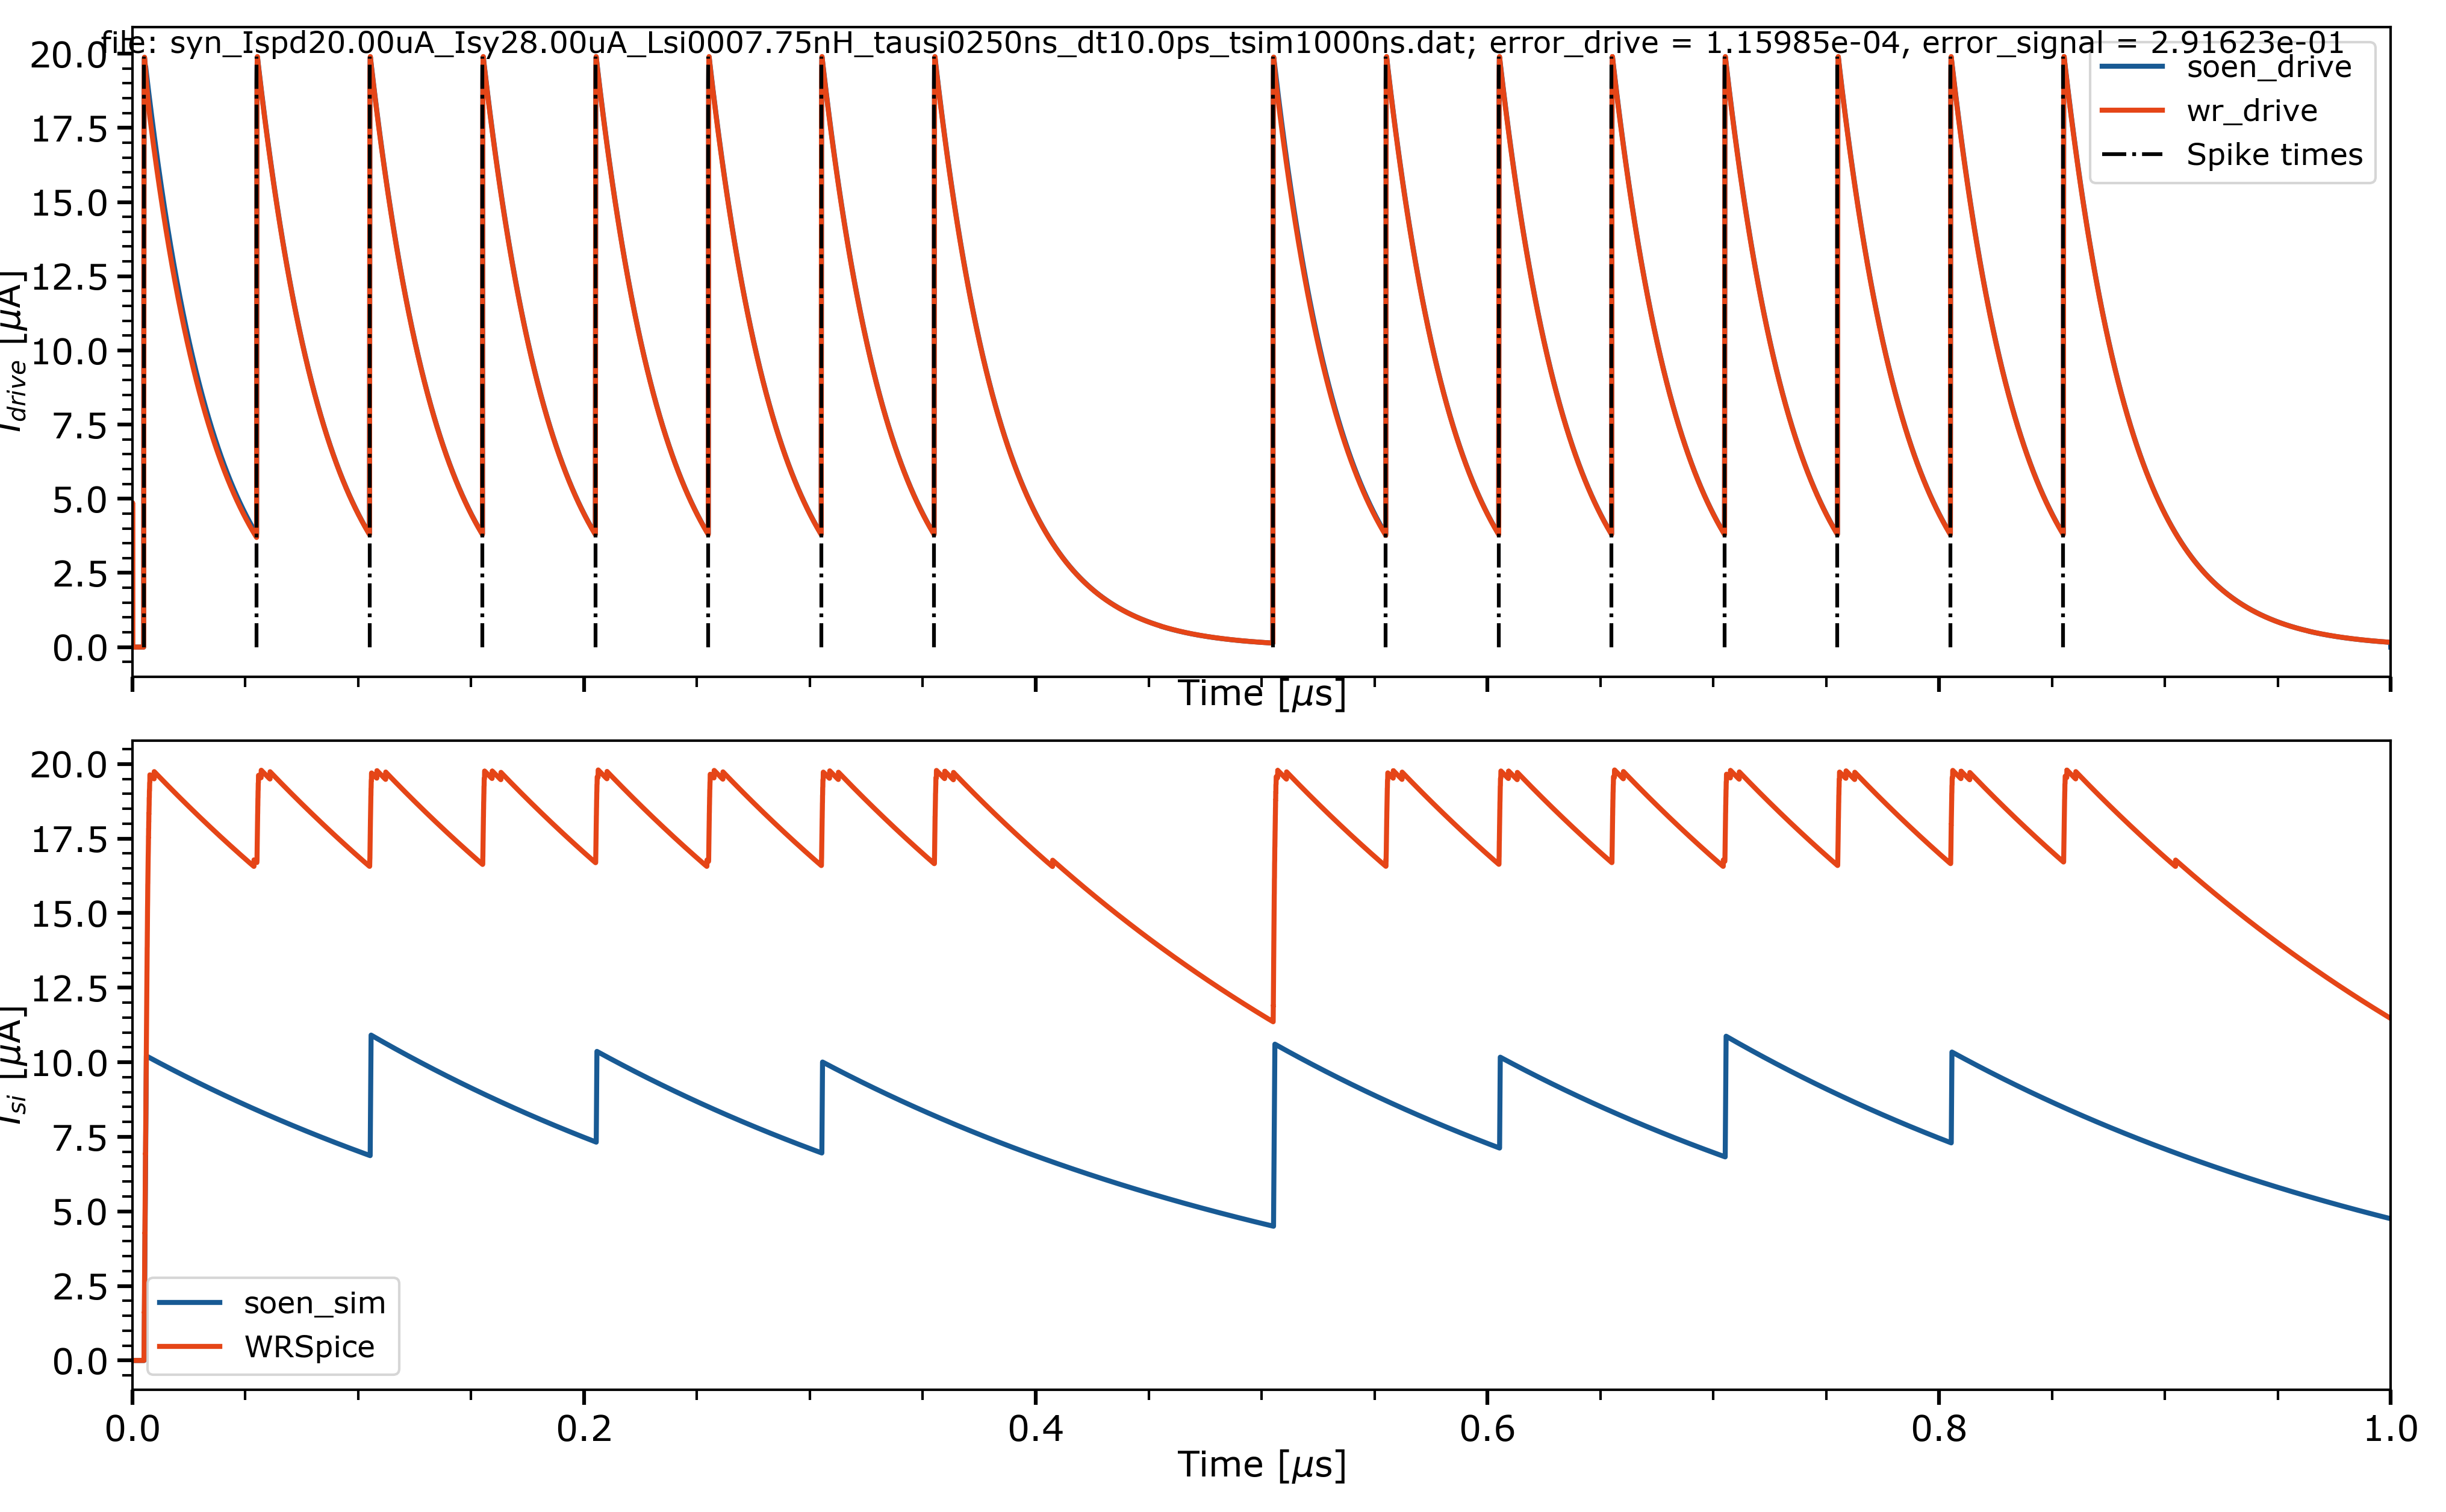 file: syn_Ispd20.00uA_Isy28.00uA_Lsi0007.75nH_tausi0250ns_dt10.0ps_tsim1000ns.dat; error_drive = 1.15985e-04, error_signal = 2.91623e-01
20.0
17.5
15.0
12.5
10.0
7.5
5.0
2.5
0.0
I_drive [μA]
soen_drive
wr_drive
Spike times
Time [μs]
20.0
17.5
15.0
12.5
10.0
7.5
5.0
2.5
0.0
I_si [μA]
soen_sim
WRSpice
0.0 0.2 0.4 0.6 0.8 1.0
Time [μs]